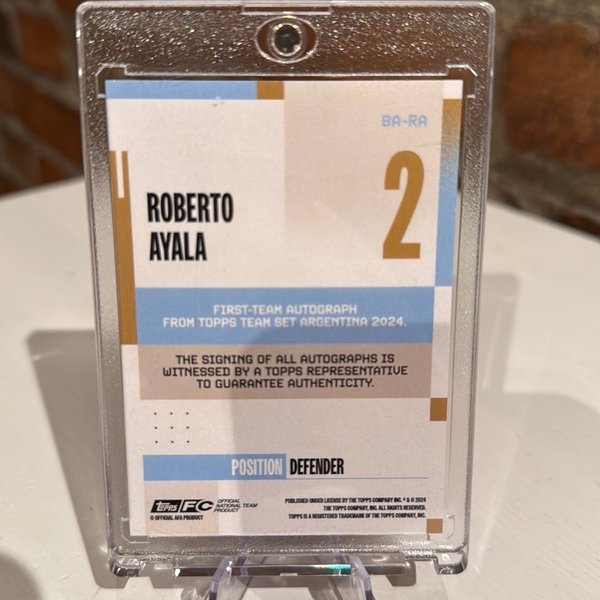 BA-RA
2
ROBERTO
AYALA
FIRST-TEAM AUTOGRAPH
FROM TOPPS TEAM SET ARGENTINA 2024.
THE SIGNING OF ALL AUTOGRAPHS IS
WITNESSED BY A TOPPS REPRESENTATIVE
TO GUARANTEE AUTHENTICITY.
POSITION DEFENDER
topps FC
OFFICIAL
NATIONAL TEAM
PRODUCT
© OFFICIAL AFA PRODUCT
PUBLISHED UNDER LICENSE BY THE TOPPS COMPANY INC. ® & © 2024
THE TOPPS COMPANY, INC. ALL RIGHTS RESERVED.
TOPPS IS A REGISTERED TRADEMARK OF THE TOPPS COMPANY, INC.